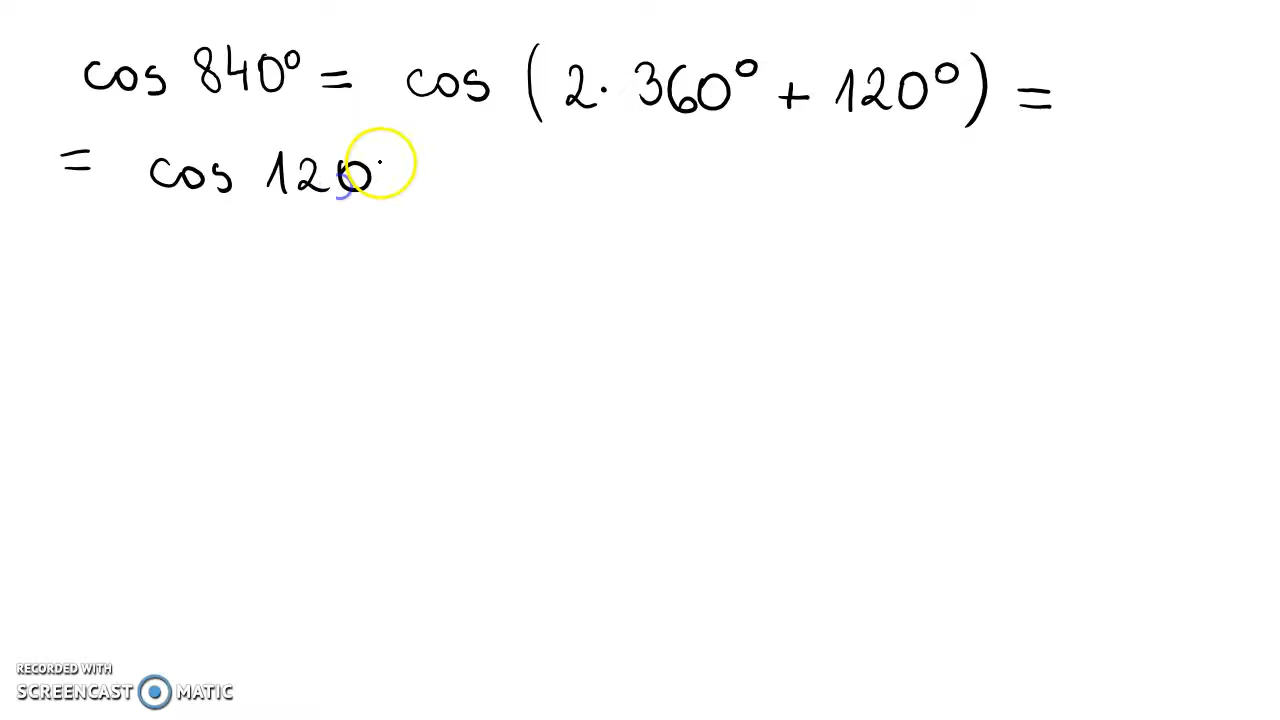 cos 840° = cos (2· 360° + 120°) =
= cos 120
RECORDED WITH
SCREENCAST MATIC